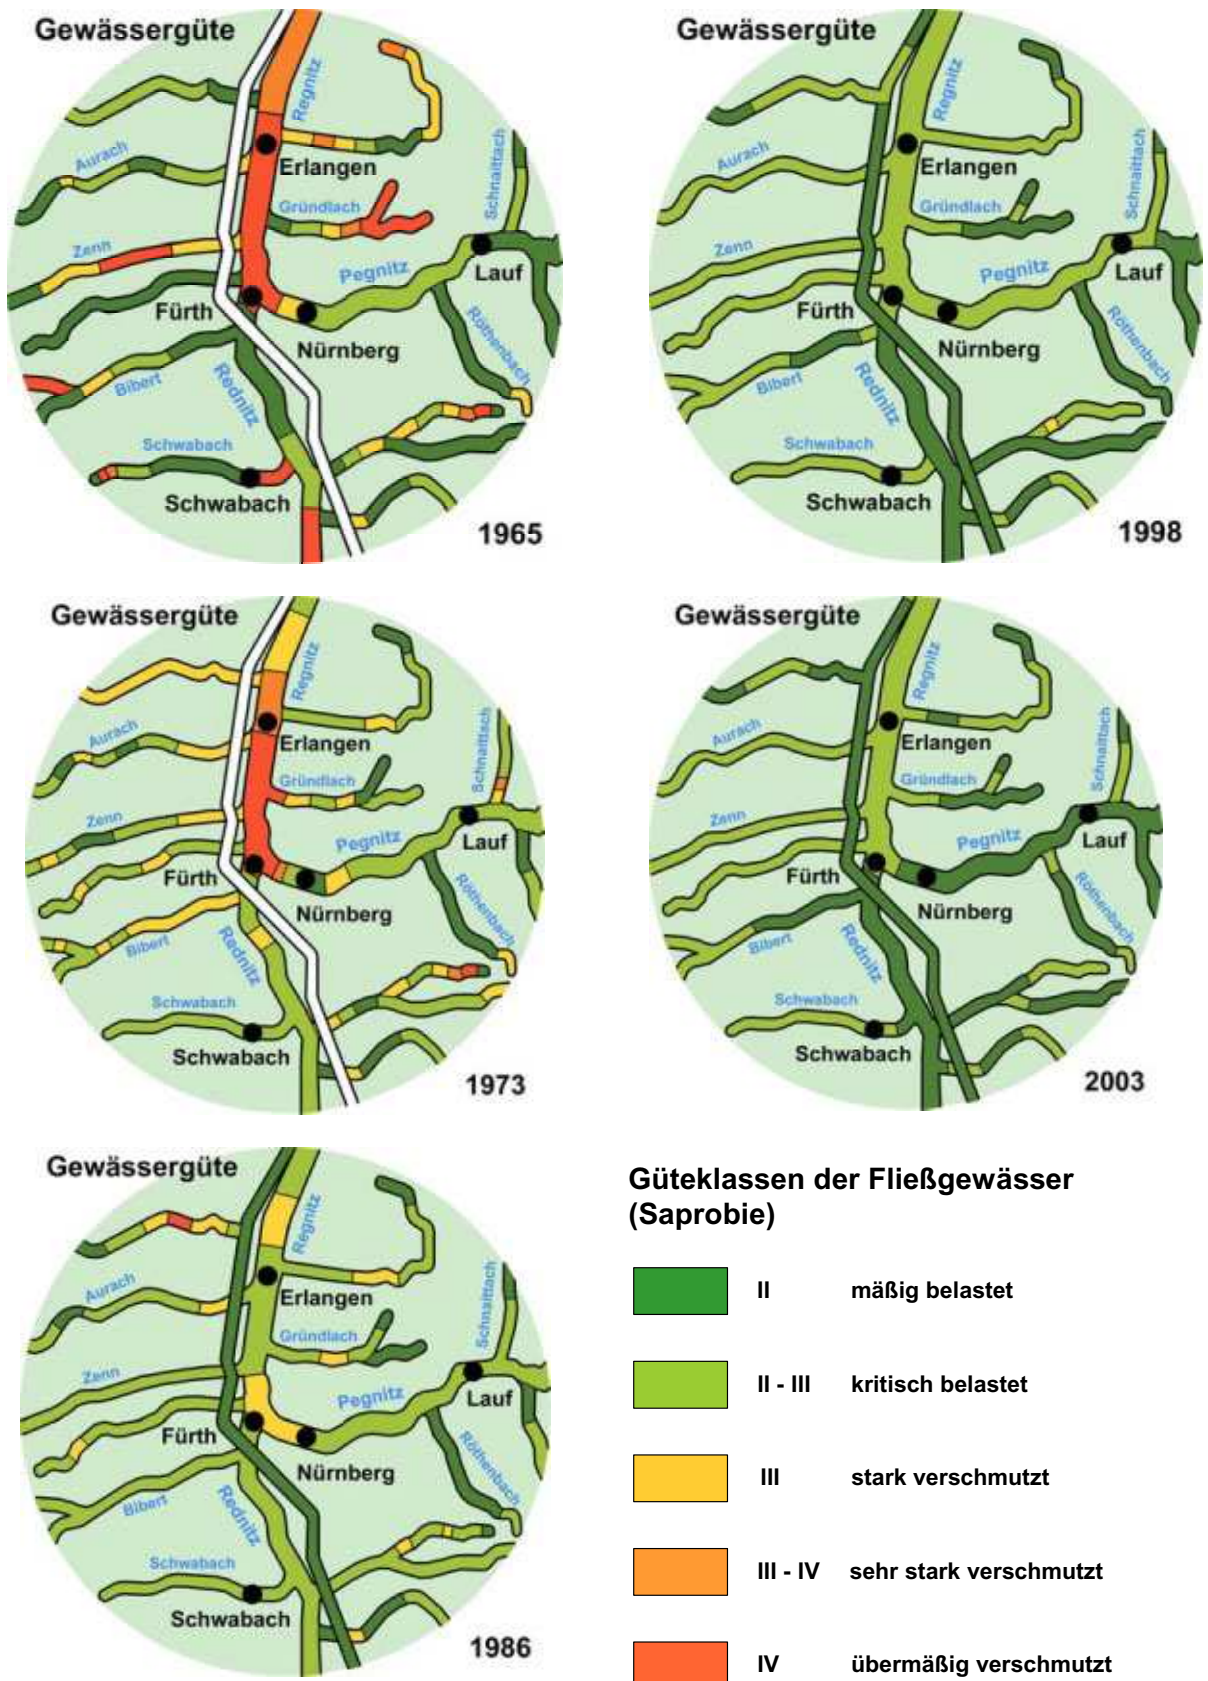 Gewässergüte
Regnitz
Aurach
Erlangen
Gründlach
Schnaittach
Zenn
Pegnitz
Lauf
Fürth
Nürnberg
Röthenbach
Bibert
Rednitz
Schwabach
Schwabach
1965
Gewässergüte
Regnitz
Aurach
Erlangen
Gründlach
Schnaittach
Zenn
Pegnitz
Lauf
Fürth
Nürnberg
Röthenbach
Bibert
Rednitz
Schwabach
Schwabach
1998
Gewässergüte
Regnitz
Aurach
Erlangen
Gründlach
Schnaittach
Zenn
Pegnitz
Lauf
Fürth
Nürnberg
Röthenbach
Bibert
Rednitz
Schwabach
Schwabach
1973
Gewässergüte
Regnitz
Aurach
Erlangen
Gründlach
Schnaittach
Zenn
Pegnitz
Lauf
Fürth
Nürnberg
Röthenbach
Bibert
Rednitz
Schwabach
Schwabach
2003
Gewässergüte
Regnitz
Aurach
Erlangen
Gründlach
Schnaittach
Zenn
Pegnitz
Lauf
Fürth
Nürnberg
Röthenbach
Bibert
Rednitz
Schwabach
Schwabach
1986
Güteklassen der Fließgewässer
(Saprobie)
II mäßig belastet
II - III kritisch belastet
III stark verschmutzt
III - IV sehr stark verschmutzt
IV übermäßig verschmutzt